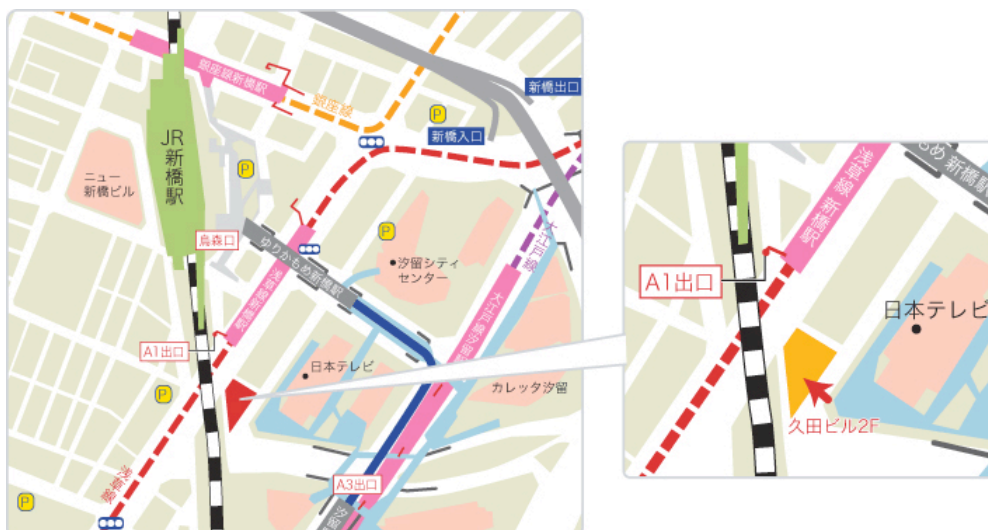 銀座線新橋駅
銀座線
新橋出口
新橋入口
P
JR
新橋駅
ニュー
新橋ビル
P
P
烏森口
ゆりかもめ新橋駅
汐留シティ
センター
大江戸線
浅草線新橋駅
大江戸線汐留駅
A1出口
日本テレビ
カレッタ汐留
P
浅草線
A3出口
P
汐留
もめ 新橋駅
浅草線 新橋駅
A1出口
日本テレビ
久田ビル2F